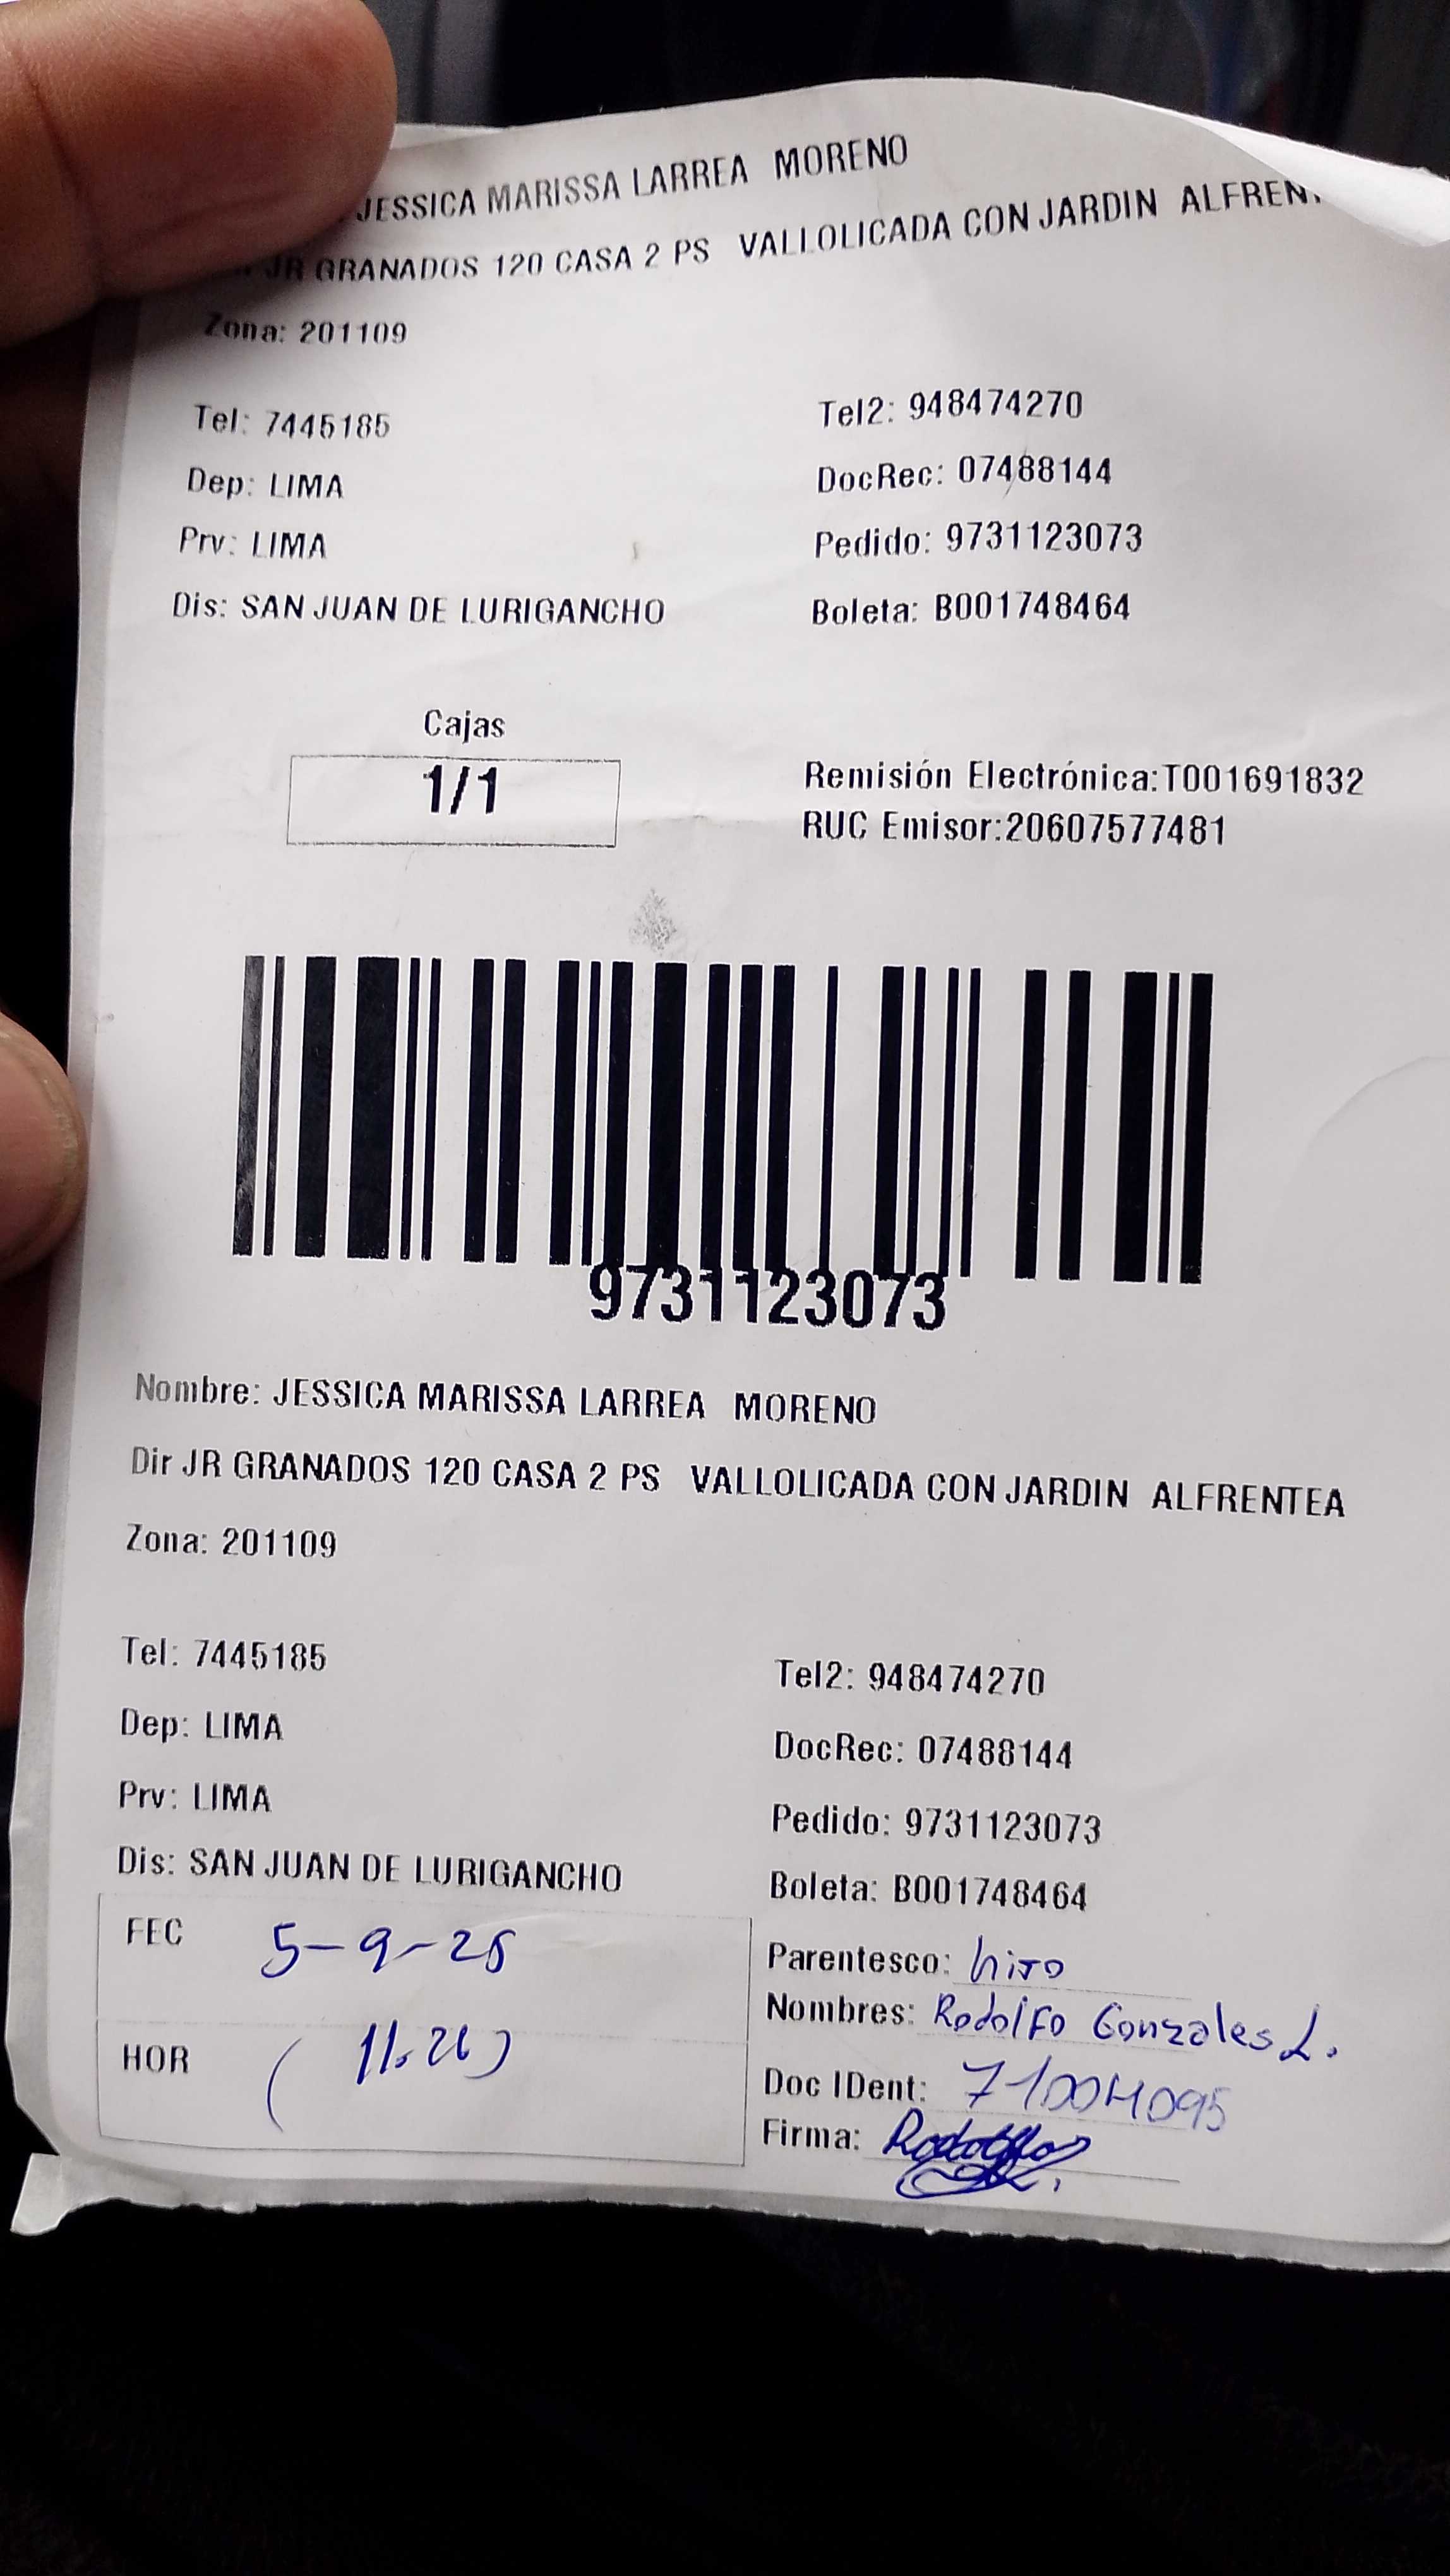 JESSICA MARISSA LARREA MORENO
JR GRANADOS 120 CASA 2 PS VALLOLICADA CON JARDIN ALFREN
Zona: 201109
Tel: 7445185 Tel2: 948474270
Dep: LIMA DocRec: 07488144
Prv: LIMA Pedido: 9731123073
Dis: SAN JUAN DE LURIGANCHO Boleta: B001748464
Cajas
1/1
Remisión Electrónica:T001691832
RUC Emisor:20607577481
9731123073
Nombre: JESSICA MARISSA LARREA MORENO
Dir JR GRANADOS 120 CASA 2 PS VALLOLICADA CON JARDIN ALFRENTEA
Zona: 201109
Tel: 7445185 Tel2: 948474270
Dep: LIMA DocRec: 07488144
Prv: LIMA Pedido: 9731123073
Dis: SAN JUAN DE LURIGANCHO Boleta: B001748464
FEC 5-9-25
Parentesco: hiJo
Nombres: Rodolfo Gonzales L.
HOR (11:26)
Doc IDent: 71004095
Firma: Rodolfo